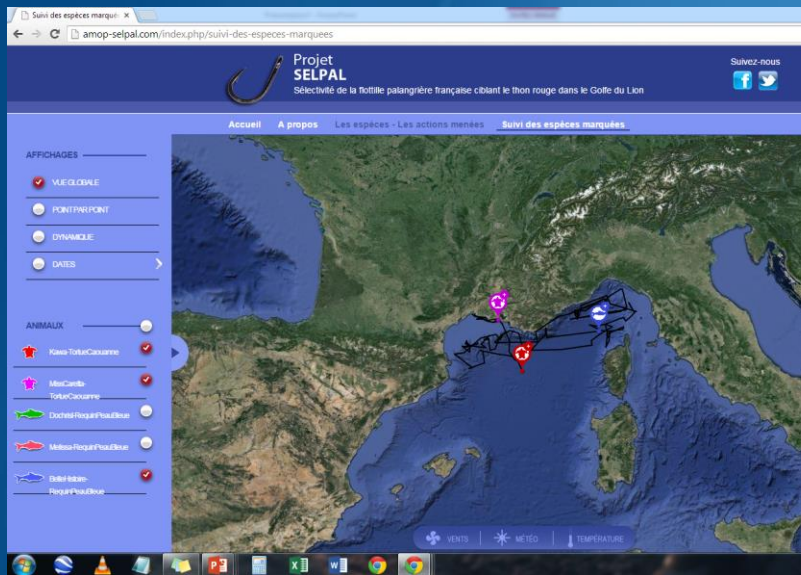 Suivi des espèces marqué
amop-selpal.com/index.php/suivi-des-especes-marquees
Projet
SELPAL
Sélectivité de la flottille palangrière française ciblant le thon rouge dans le Golfe du Lion
Suivez-nous
Accueil A propos Les espèces - Les actions menées Suivi des espèces marquées
AFFICHAGES
VUE GLOBALE
POINT PAR POINT
DYNAMIQUE
DATES
ANIMAUX
Kawa-TortueCaouanne
MissCaretta-
TortueCaouanne
Dochéfé-RequinPeauBleue
Melissa-RequinPeauBleue
BelleHistoire-
RequinPeauBleue
VENTS MÉTÉO TEMPÉRATURE